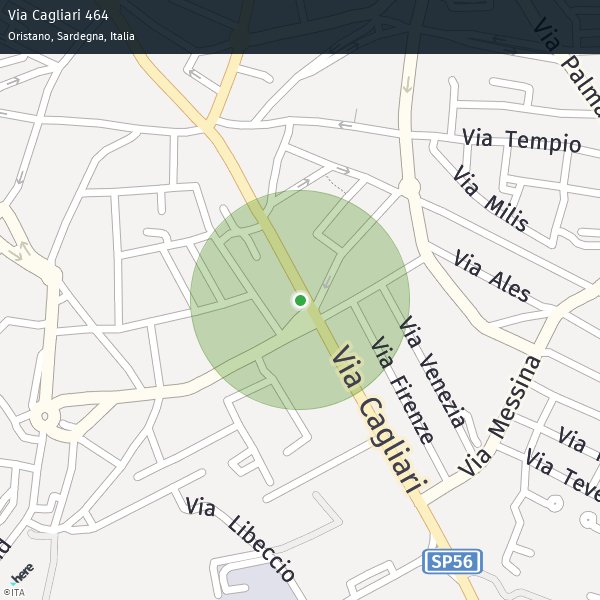 Via Cagliari 464
Oristano, Sardegna, Italia
Via Palma
Via Tempio
Via Milis
Via Ales
Via Venezia
Via Firenze
Via Cagliari
Via Messina
Via
Via Teve
Via Libeccio
SP56
here
©ITA